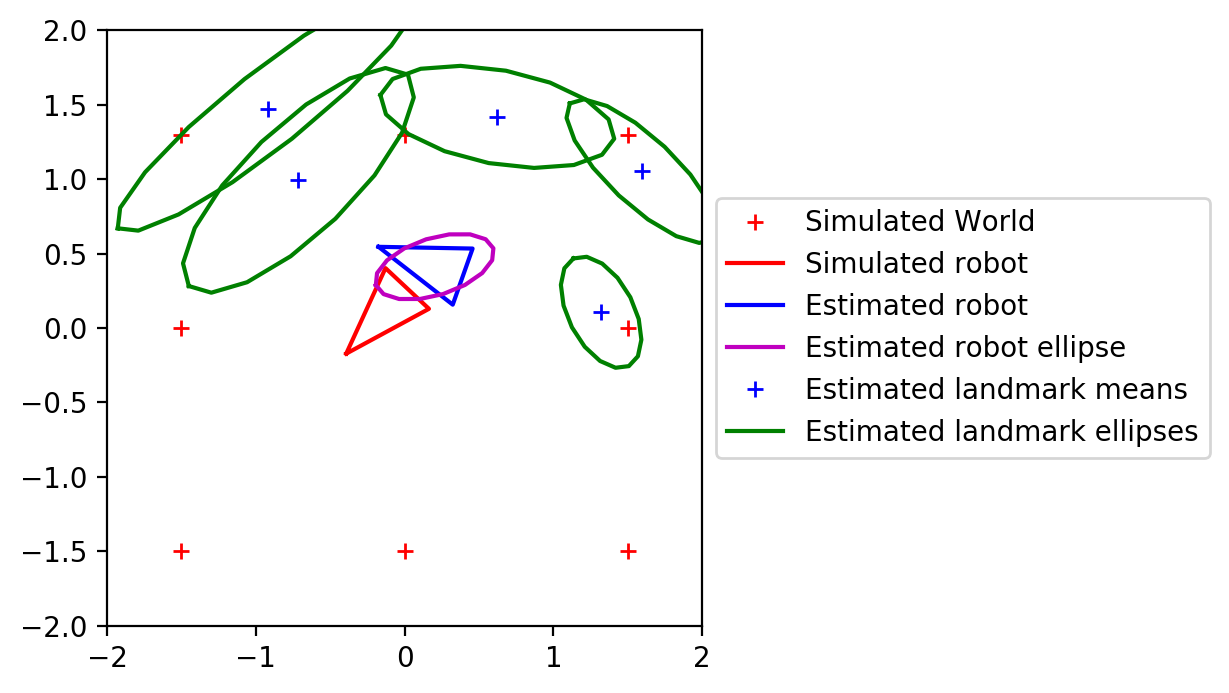 2.0
1.5
1.0
0.5
0.0
−0.5
−1.0
−1.5
−2.0
−2 −1 0 1 2
Simulated World
Simulated robot
Estimated robot
Estimated robot ellipse
Estimated landmark means
Estimated landmark ellipses